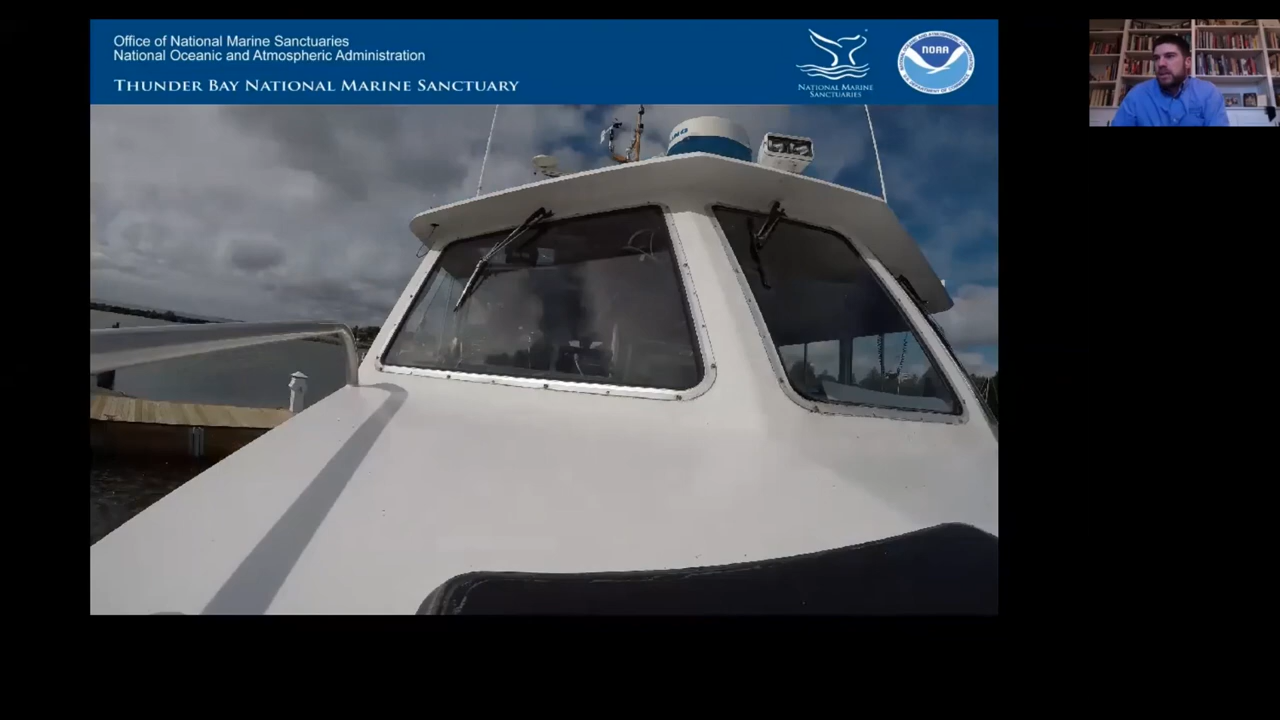 Office of National Marine Sanctuaries
National Oceanic and Atmospheric Administration
THUNDER BAY NATIONAL MARINE SANCTUARY
NATIONAL MARINE
SANCTUARIES
NOAA